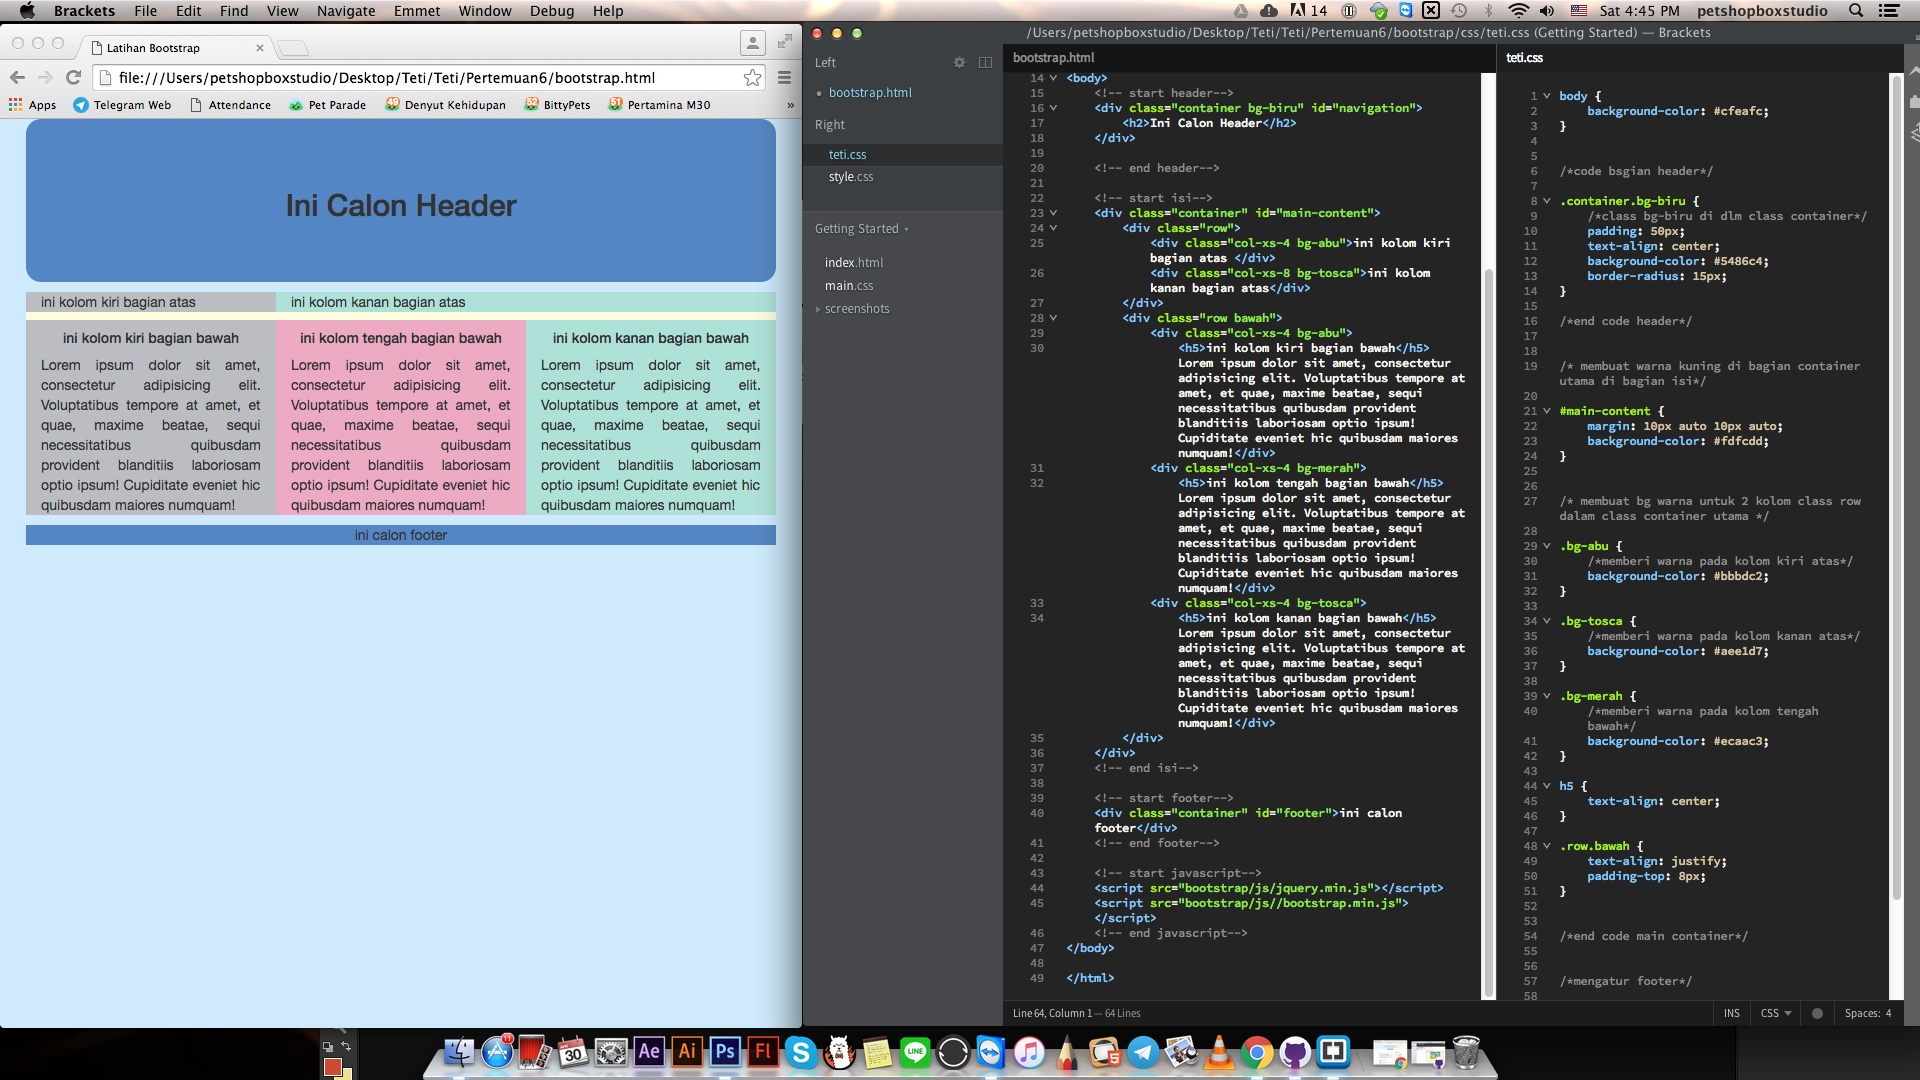 Brackets File Edit Find View Navigate Emmet Window Debug Help 14 Sat 4:45 PM petshopboxstudio
Latihan Bootstrap
file:///Users/petshopboxstudio/Desktop/Teti/Teti/Pertemuan6/bootstrap.html
Apps Telegram Web Attendance Pet Parade Denyut Kehidupan BittyPets Pertamina M30 »
Ini Calon Header
ini kolom kiri bagian atas ini kolom kanan bagian atas
ini kolom kiri bagian bawah ini kolom tengah bagian bawah ini kolom kanan bagian bawah
Lorem ipsum dolor sit amet, Lorem ipsum dolor sit amet, Lorem ipsum dolor sit amet,
consectetur adipisicing elit. consectetur adipisicing elit. consectetur adipisicing elit.
Voluptatibus tempore at amet, et Voluptatibus tempore at amet, et Voluptatibus tempore at amet, et
quae, maxime beatae, sequi quae, maxime beatae, sequi quae, maxime beatae, sequi
necessitatibus quibusdam necessitatibus quibusdam necessitatibus quibusdam
provident blanditiis laboriosam provident blanditiis laboriosam provident blanditiis laboriosam
optio ipsum! Cupiditate eveniet hic optio ipsum! Cupiditate eveniet hic optio ipsum! Cupiditate eveniet hic
quibusdam maiores numquam! quibusdam maiores numquam! quibusdam maiores numquam!
ini calon footer
/Users/petshopboxstudio/Desktop/Teti/Teti/Pertemuan6/bootstrap/css/teti.css (Getting Started) — Brackets
Left
bootstrap.html
Right
teti.css
style.css
Getting Started
index.html
main.css
screenshots
bootstrap.html
14 <body>
15 <!-- start header-->
16 <div class="container bg-biru" id="navigation">
17 <h2>Ini Calon Header</h2>
18 </div>
19
20 <!-- end header-->
21
22 <!-- start isi-->
23 <div class="container" id="main-content">
24 <div class="row">
25 <div class="col-xs-4 bg-abu">ini kolom kiri
bagian atas </div>
26 <div class="col-xs-8 bg-tosca">ini kolom
kanan bagian atas</div>
27 </div>
28 <div class="row bawah">
29 <div class="col-xs-4 bg-abu">
30 <h5>ini kolom kiri bagian bawah</h5>
Lorem ipsum dolor sit amet, consectetur
adipisicing elit. Voluptatibus tempore at
amet, et quae, maxime beatae, sequi
necessitatibus quibusdam provident
blanditiis laboriosam optio ipsum!
Cupiditate eveniet hic quibusdam maiores
numquam!</div>
31 <div class="col-xs-4 bg-merah">
32 <h5>ini kolom tengah bagian bawah</h5>
Lorem ipsum dolor sit amet, consectetur
adipisicing elit. Voluptatibus tempore at
amet, et quae, maxime beatae, sequi
necessitatibus quibusdam provident
blanditiis laboriosam optio ipsum!
Cupiditate eveniet hic quibusdam maiores
numquam!</div>
33 <div class="col-xs-4 bg-tosca">
34 <h5>ini kolom kanan bagian bawah</h5>
Lorem ipsum dolor sit amet, consectetur
adipisicing elit. Voluptatibus tempore at
amet, et quae, maxime beatae, sequi
necessitatibus quibusdam provident
blanditiis laboriosam optio ipsum!
Cupiditate eveniet hic quibusdam maiores
numquam!</div>
35 </div>
36 </div>
37 <!-- end isi-->
38
39 <!-- start footer-->
40 <div class="container" id="footer">ini calon
footer</div>
41 <!-- end footer-->
42
43 <!-- start javascript-->
44 <script src="bootstrap/js/jquery.min.js"></script>
45 <script src="bootstrap/js//bootstrap.min.js">
</script>
46 <!-- end javascript-->
47 </body>
48
49 </html>
teti.css
1 body {
2 background-color: #cfeafc;
3 }
4
5
6 /*code bsgian header*/
7
8 .container.bg-biru {
9 /*class bg-biru di dlm class container*/
10 padding: 50px;
11 text-align: center;
12 background-color: #5486c4;
13 border-radius: 15px;
14 }
15
16 /*end code header*/
17
18
19 /* membuat warna kuning di bagian container
utama di bagian isi*/
20
21 #main-content {
22 margin: 10px auto 10px auto;
23 background-color: #fdfcdd;
24 }
25
26
27 /* membuat bg warna untuk 2 kolom class row
dalam class container utama */
28
29 .bg-abu {
30 /*memberi warna pada kolom kiri atas*/
31 background-color: #bbbdc2;
32 }
33
34 .bg-tosca {
35 /*memberi warna pada kolom kanan atas*/
36 background-color: #aee1d7;
37 }
38
39 .bg-merah {
40 /*memberi warna pada kolom tengah
bawah*/
41 background-color: #ecaac3;
42 }
43
44 h5 {
45 text-align: center;
46 }
47
48 .row.bawah {
49 text-align: justify;
50 padding-top: 8px;
51 }
52
53
54 /*end code main container*/
55
56
57 /*mengatur footer*/
58
Line 64, Column 1 — 64 Lines INS CSS Spaces: 4
11 30 Ae Ai Ps Fl LINE